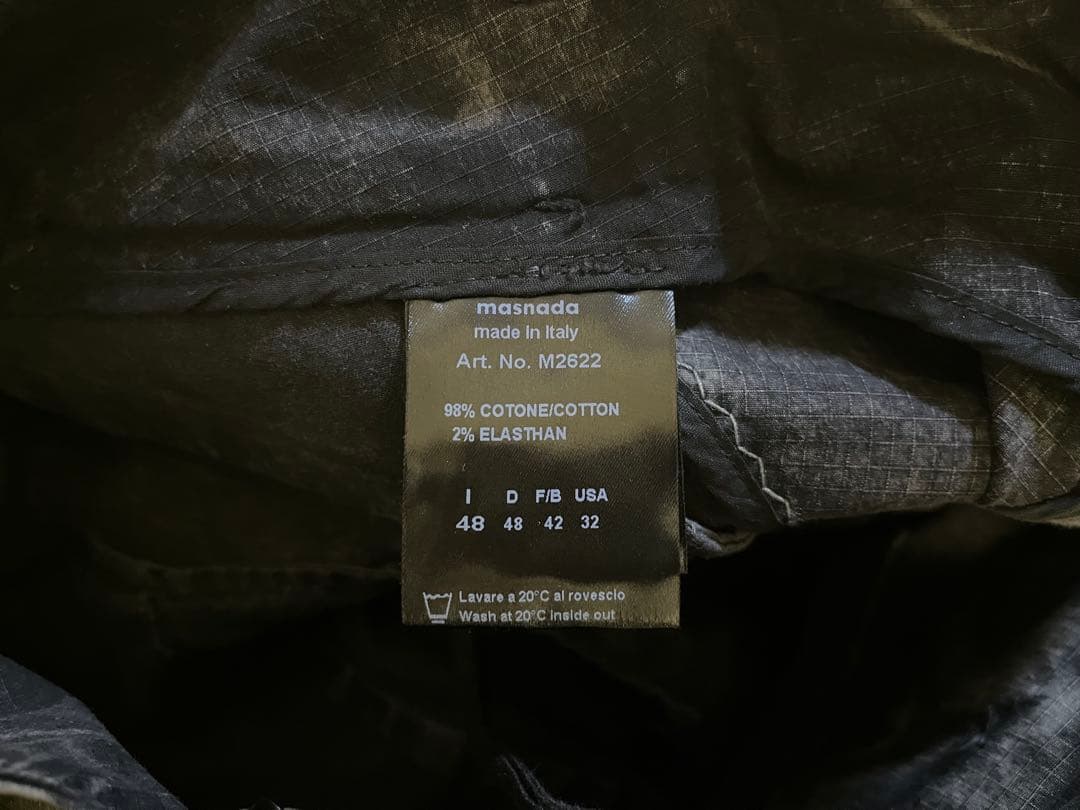 masnada
made in Italy
Art. No. M2622
98% COTONE/COTTON
2% ELASTHAN
I D F/B USA
48 48 42 32
Lavare a 20°C al rovescio
Wash at 20°C inside out